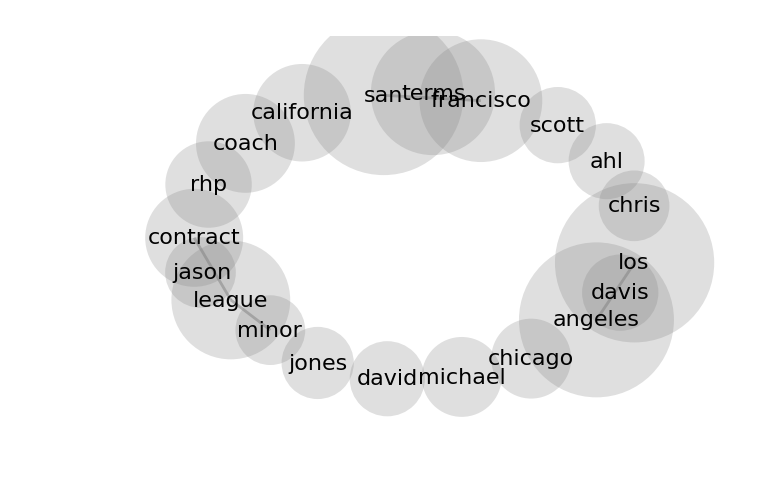 san
terms
francisco
california
scott
coach
ahl
rhp
chris
contract
los
jason
davis
league
angeles
minor
chicago
jones
david
michael